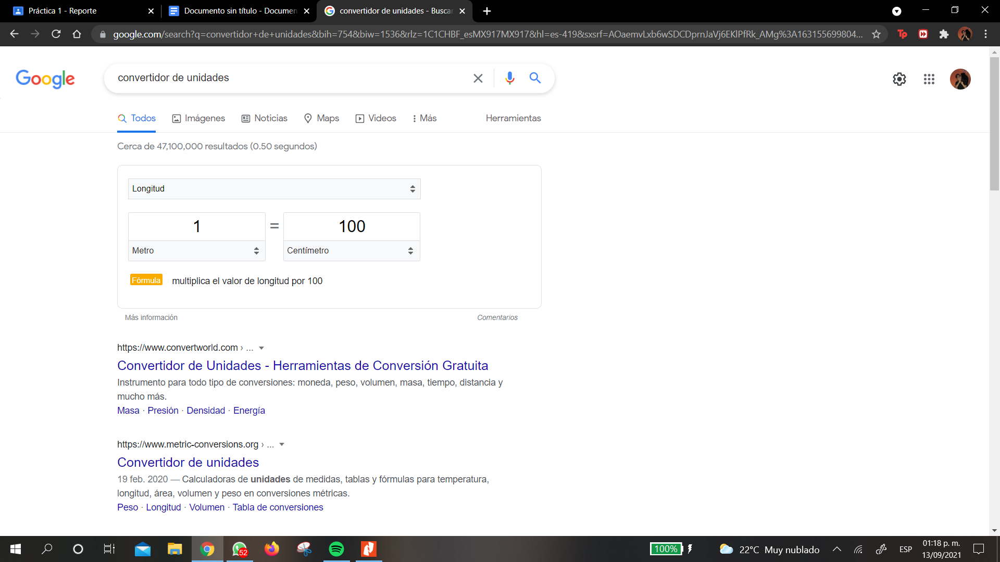 Práctica 1 - Reporte
Documento sin título - Documen
convertidor de unidades - Busca
google.com/search?q=convertidor+de+unidades&bih=754&biw=1536&rlz=1C1CHBF_esMX917MX917&hl=es-419&sxsrf=AOaemvLxb6wSDCDprnJaVj6EKlPfRk_AMg%3A163155699804...
Google
convertidor de unidades
Todos Imágenes Noticias Maps Videos Más Herramientas
Cerca de 47,100,000 resultados (0.50 segundos)
Longitud
1 = 100
Metro Centímetro
Fórmula multiplica el valor de longitud por 100
Más información Comentarios
https://www.convertworld.com › ...
Convertidor de Unidades - Herramientas de Conversión Gratuita
Instrumento para todo tipo de conversiones: moneda, peso, volumen, masa, tiempo, distancia y
mucho más.
Masa · Presión · Densidad · Energía
https://www.metric-conversions.org › ...
Convertidor de unidades
19 feb. 2020 — Calculadoras de unidades de medidas, tablas y fórmulas para temperatura,
longitud, área, volumen y peso en conversiones métricas.
Peso · Longitud · Volumen · Tabla de conversiones
52
100%
22°C Muy nublado
ESP
01:18 p. m.
13/09/2021